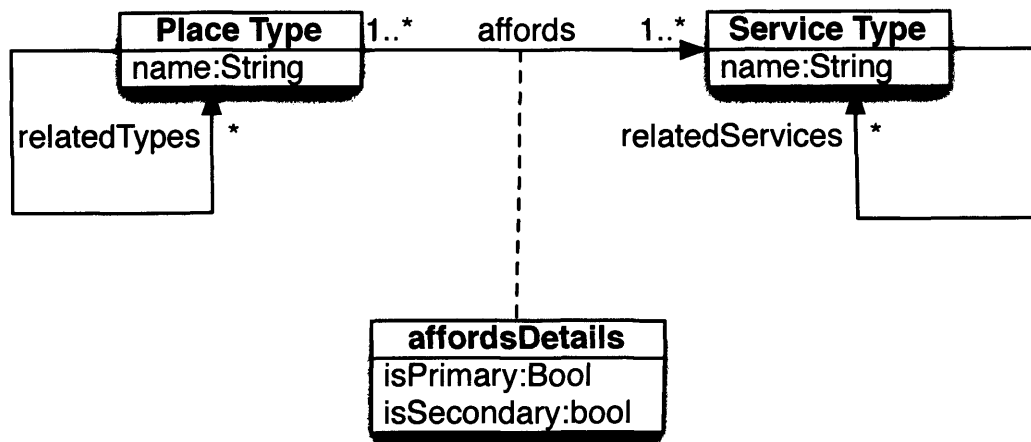 Place Type
1..*
affords
1..*
Service Type
name:String
name:String
relatedTypes
*
relatedServices
*
affordsDetails
isPrimary:Bool
isSecondary:bool